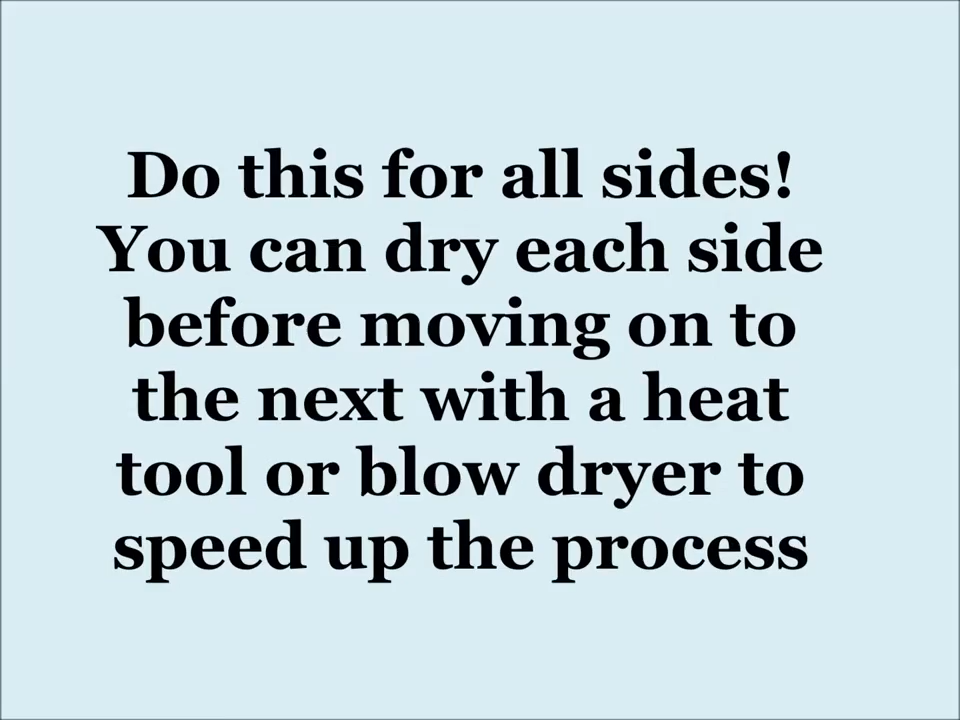 Do this for all sides!
You can dry each side
before moving on to
the next with a heat
tool or blow dryer to
speed up the process